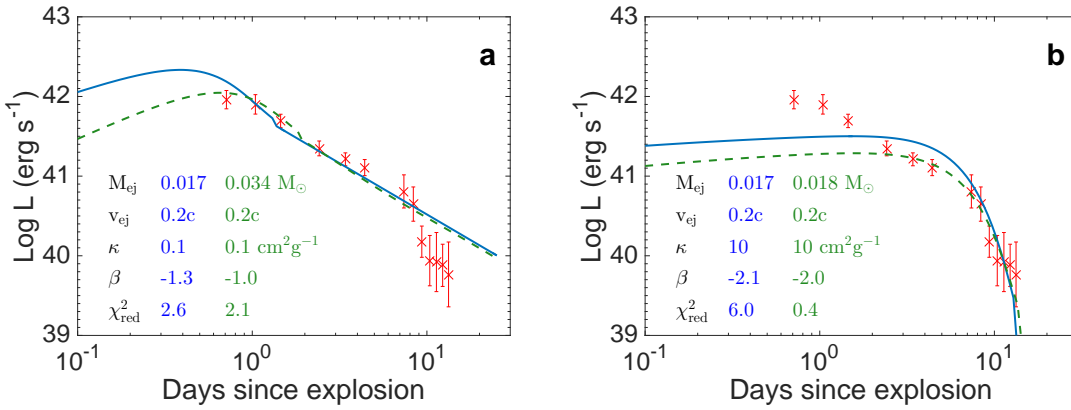 43
42
41
40
39
Log L (erg s⁻¹)
a
M_ej 0.017 0.034 M_⊙
v_ej 0.2c 0.2c
κ 0.1 0.1 cm²g⁻¹
β -1.3 -1.0
χ²_red 2.6 2.1
10⁻¹ 10⁰ 10¹
Days since explosion
43
42
41
40
39
Log L (erg s⁻¹)
b
M_ej 0.017 0.018 M_⊙
v_ej 0.2c 0.2c
κ 10 10 cm²g⁻¹
β -2.1 -2.0
χ²_red 6.0 0.4
10⁻¹ 10⁰ 10¹
Days since explosion